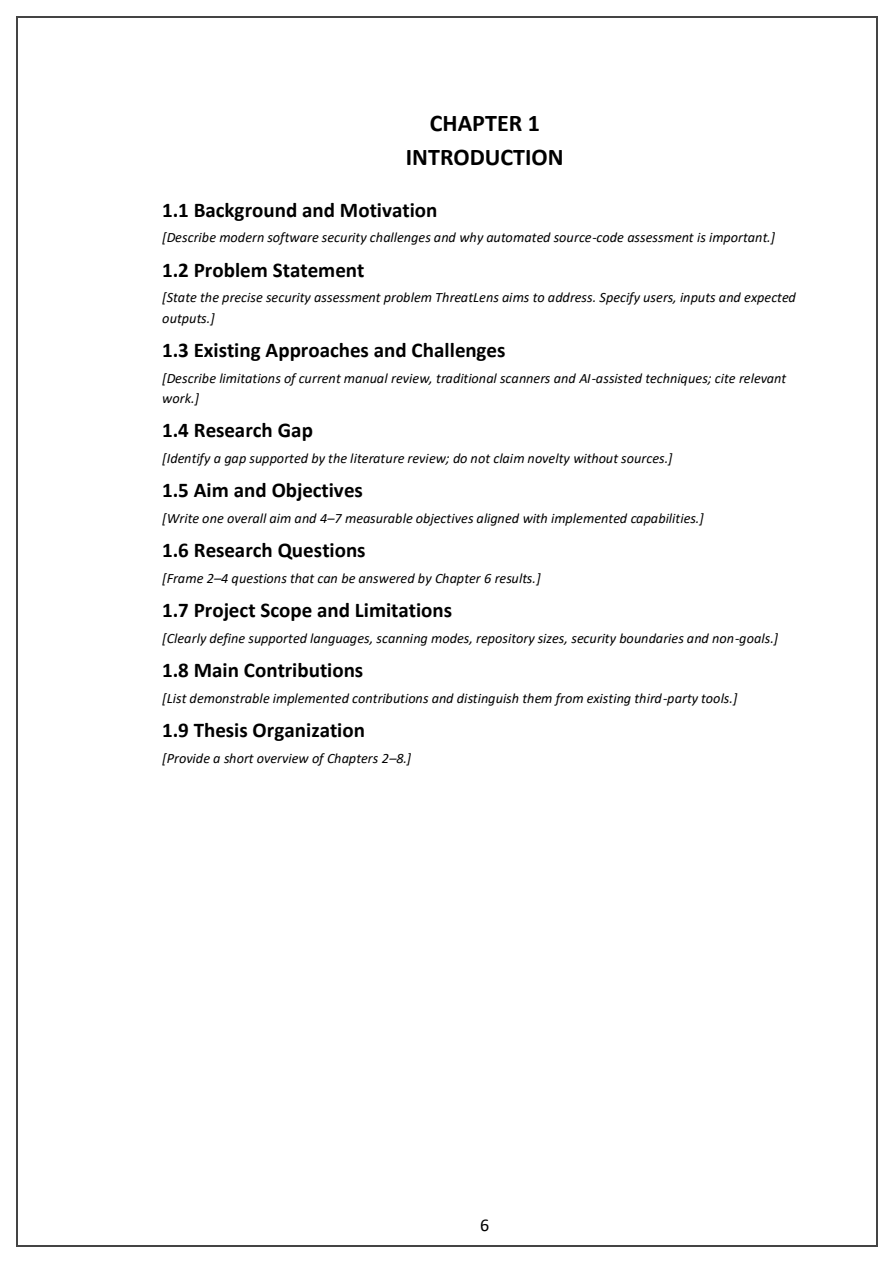 CHAPTER 1
INTRODUCTION
1.1 Background and Motivation
[Describe modern software security challenges and why automated source-code assessment is important.]
1.2 Problem Statement
[State the precise security assessment problem ThreatLens aims to address. Specify users, inputs and expected
outputs.]
1.3 Existing Approaches and Challenges
[Describe limitations of current manual review, traditional scanners and AI-assisted techniques; cite relevant
work.]
1.4 Research Gap
[Identify a gap supported by the literature review; do not claim novelty without sources.]
1.5 Aim and Objectives
[Write one overall aim and 4–7 measurable objectives aligned with implemented capabilities.]
1.6 Research Questions
[Frame 2–4 questions that can be answered by Chapter 6 results.]
1.7 Project Scope and Limitations
[Clearly define supported languages, scanning modes, repository sizes, security boundaries and non-goals.]
1.8 Main Contributions
[List demonstrable implemented contributions and distinguish them from existing third-party tools.]
1.9 Thesis Organization
[Provide a short overview of Chapters 2–8.]
6